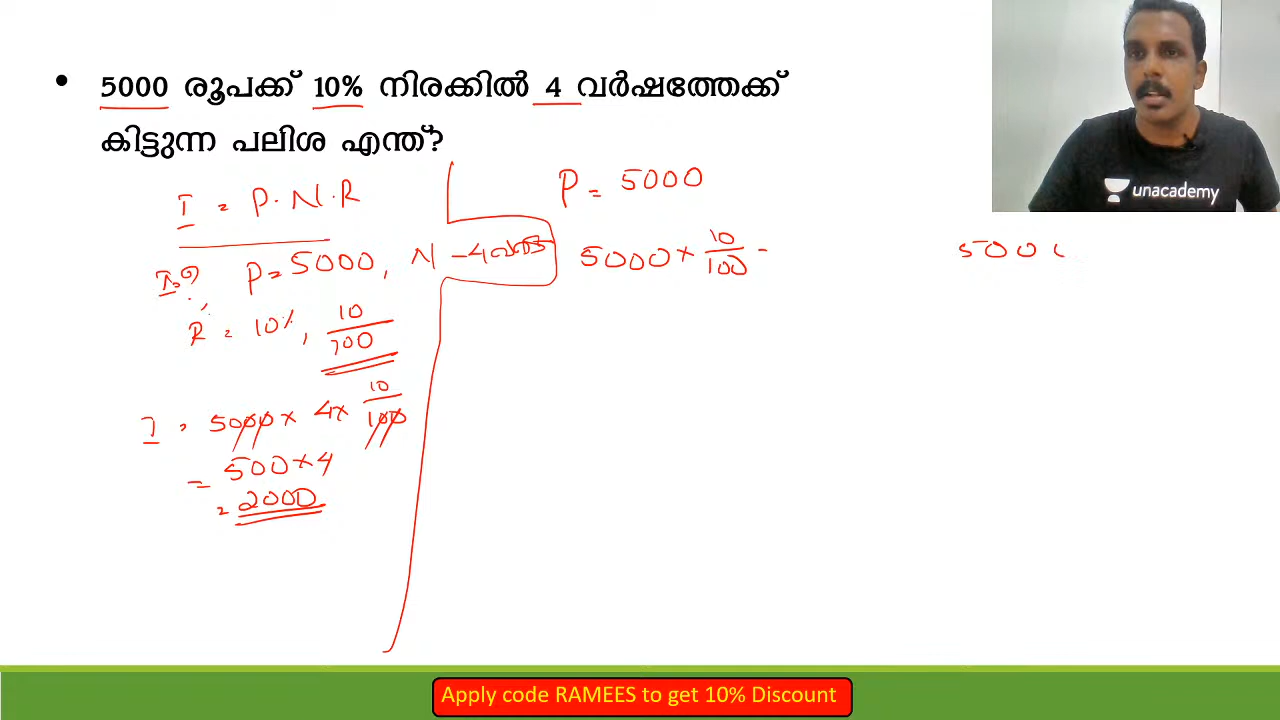 • 5000 രൂപക്ക് 10% നിരക്കിൽ 4 വർഷത്തേക്ക്
കിട്ടുന്ന പലിശ എന്ത്?
I = P.N.R
I=? P=5000, N - 4
R = 10%, 10/100
I = 5000 x 4 x 10/100
= 500 x 4
= 2000
P = 5000
5000 x 10/100 =
500
unacademy
Apply code RAMEES to get 10% Discount